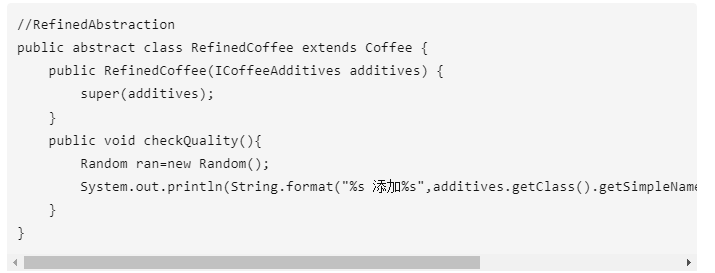 //RefinedAbstraction
public abstract class RefinedCoffee extends Coffee {
    public RefinedCoffee(ICoffeeAdditives additives) {
        super(additives);
    }
    public void checkQuality(){
        Random ran=new Random();
        System.out.println(String.format("%s 添加%s",additives.getClass().getSimpleName
    }
}